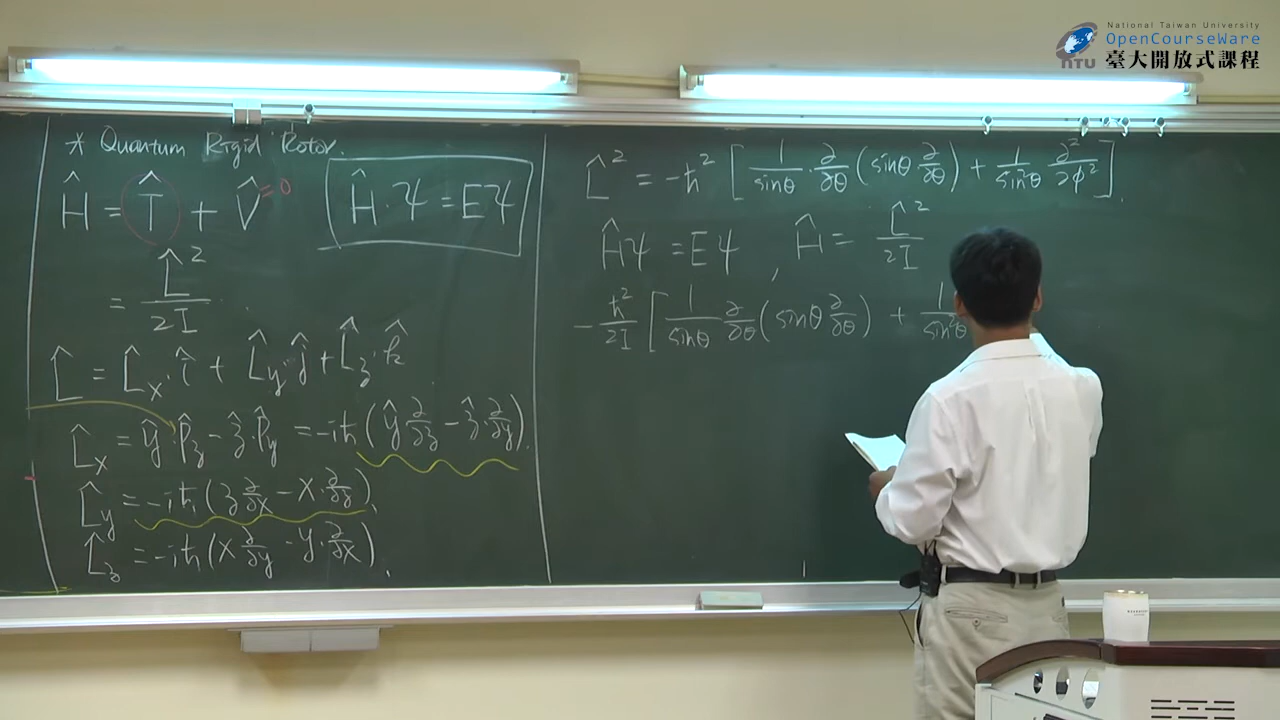 National Taiwan University
OpenCourseWare
NTU 臺大開放式課程
* Quantum Rigid Rotor.
Ĥ = T̂ + V̂ = 0
Ĥ·ψ = Eψ
= L̂²/2I
L̂ = L̂x·î + L̂y·ĵ + L̂z·k̂
L̂x = ŷ·P̂z − ẑ·P̂y = −iħ(ŷ ∂/∂z − ẑ·∂/∂y).
L̂y = −iħ(z ∂/∂x − x·∂/∂z),
L̂z = −iħ(x ∂/∂y − y·∂/∂x),
L̂² = −ħ² [1/sinθ ∂/∂θ (sinθ ∂/∂θ) + 1/sin²θ ∂²/∂φ²].
Ĥψ = Eψ , Ĥ = L̂²/2I
−ħ²/2I [1/sinθ ∂/∂θ (sinθ ∂/∂θ) + 1/sin²θ